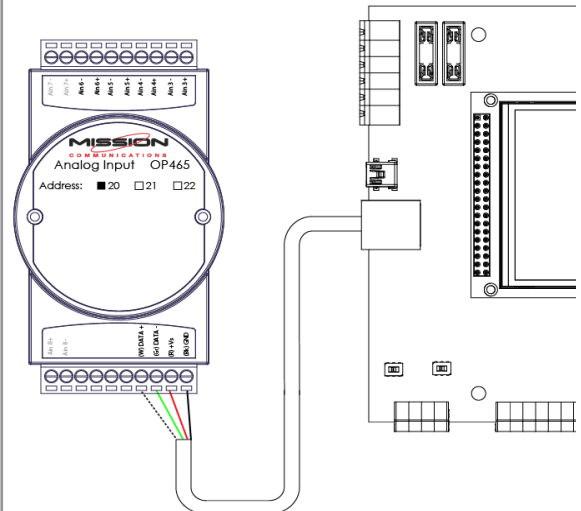 Ain 7 -
Ain 7+
Ain 6 -
Ain 6+
Ain 5 -
Ain 5+
Ain 4 -
Ain 4+
Ain 3 -
Ain 3+
MISSION
COMMUNICATIONS
Analog Input OP465
Address: 20 21 22
Ain 8+
Ain 8-
(W) DATA +
(Gr) DATA -
(R) +Vs
(Bk) GND